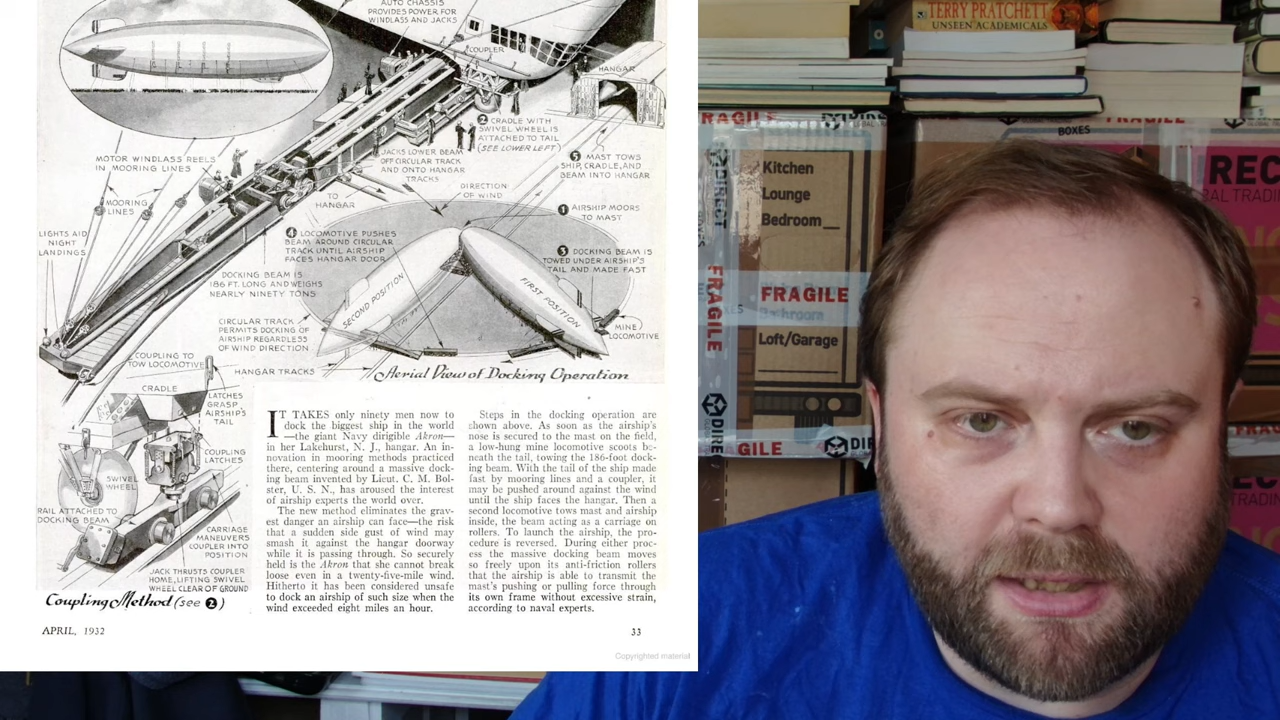 AUTO CHASSIS
PROVIDES POWER FOR
WINDLASS AND JACKS
COUPLER
HANGAR
② CRADLE WITH
SWIVEL WHEEL IS
ATTACHED TO TAIL
(SEE LOWER LEFT)
JACKS LOWER BEAM
OFF CIRCULAR TRACK
AND ONTO HANGAR
TRACKS
⑤ MAST TOWS
SHIP, CRADLE, AND
BEAM INTO HANGAR
MOTOR WINDLASS REELS
IN MOORING LINES
MOORING
LINES
TO
HANGAR
DIRECTION
OF WIND
① AIRSHIP MOORS
TO MAST
LIGHTS AID
NIGHT
LANDINGS
④ LOCOMOTIVE PUSHES
BEAM AROUND CIRCULAR
TRACK UNTIL AIRSHIP
FACES HANGAR DOOR
③ DOCKING BEAM IS
TOWED UNDER AIRSHIP'S
TAIL AND MADE FAST
DOCKING BEAM IS
186 FT. LONG AND WEIGHS
NEARLY NINETY TONS
SECOND POSITION
FIRST POSITION
CIRCULAR TRACK
PERMITS DOCKING OF
AIRSHIP REGARDLESS
OF WIND DIRECTION
MINE
LOCOMOTIVE
HANGAR TRACKS
Aerial View of Docking Operation
COUPLING TO
TOW LOCOMOTIVE
CRADLE
LATCHES
GRASP
AIRSHIP'S
TAIL
COUPLING
LATCHES
SWIVEL
WHEEL
RAIL ATTACHED TO
DOCKING BEAM
CARRIAGE
MANEUVERS
COUPLER INTO
POSITION
JACK THRUSTS COUPLER
HOME, LIFTING SWIVEL
WHEEL CLEAR OF GROUND
Coupling Method (see ②)
IT TAKES only ninety men now to
dock the biggest ship in the world
—the giant Navy dirigible Akron—
in her Lakehurst, N. J., hangar. An in-
novation in mooring methods practiced
there, centering around a massive dock-
ing beam invented by Lieut. C. M. Bol-
ster, U. S. N., has aroused the interest
of airship experts the world over.
The new method eliminates the grav-
est danger an airship can face—the risk
that a sudden side gust of wind may
smash it against the hangar doorway
while it is passing through. So securely
held is the Akron that she cannot break
loose even in a twenty-five-mile wind.
Hitherto it has been considered unsafe
to dock an airship of such size when the
wind exceeded eight miles an hour.
Steps in the docking operation are
shown above. As soon as the airship's
nose is secured to the mast on the field,
a low-hung mine locomotive scoots be-
neath the tail, towing the 186-foot dock-
ing beam. With the tail of the ship made
fast by mooring lines and a coupler, it
may be pushed around against the wind
until the ship faces the hangar. Then a
second locomotive tows mast and airship
inside, the beam acting as a carriage on
rollers. To launch the airship, the pro-
cedure is reversed. During either proc-
ess the massive docking beam moves
so freely upon its anti-friction rollers
that the airship is able to transmit the
mast's pushing or pulling force through
its own frame without excessive strain,
according to naval experts.
APRIL, 1932
33
Copyrighted material
TERRY PRATCHETT
UNSEEN ACADEMICALS
RAGILE
DIRE
BOXES
FRAGILE
DIRECT
Kitchen
Lounge
Bedroom
FRAGILE
Bathroom
Loft/Garage
FRAGILE
DIRE
GILE
DIR
REC
RAL TRADIN
FRAG